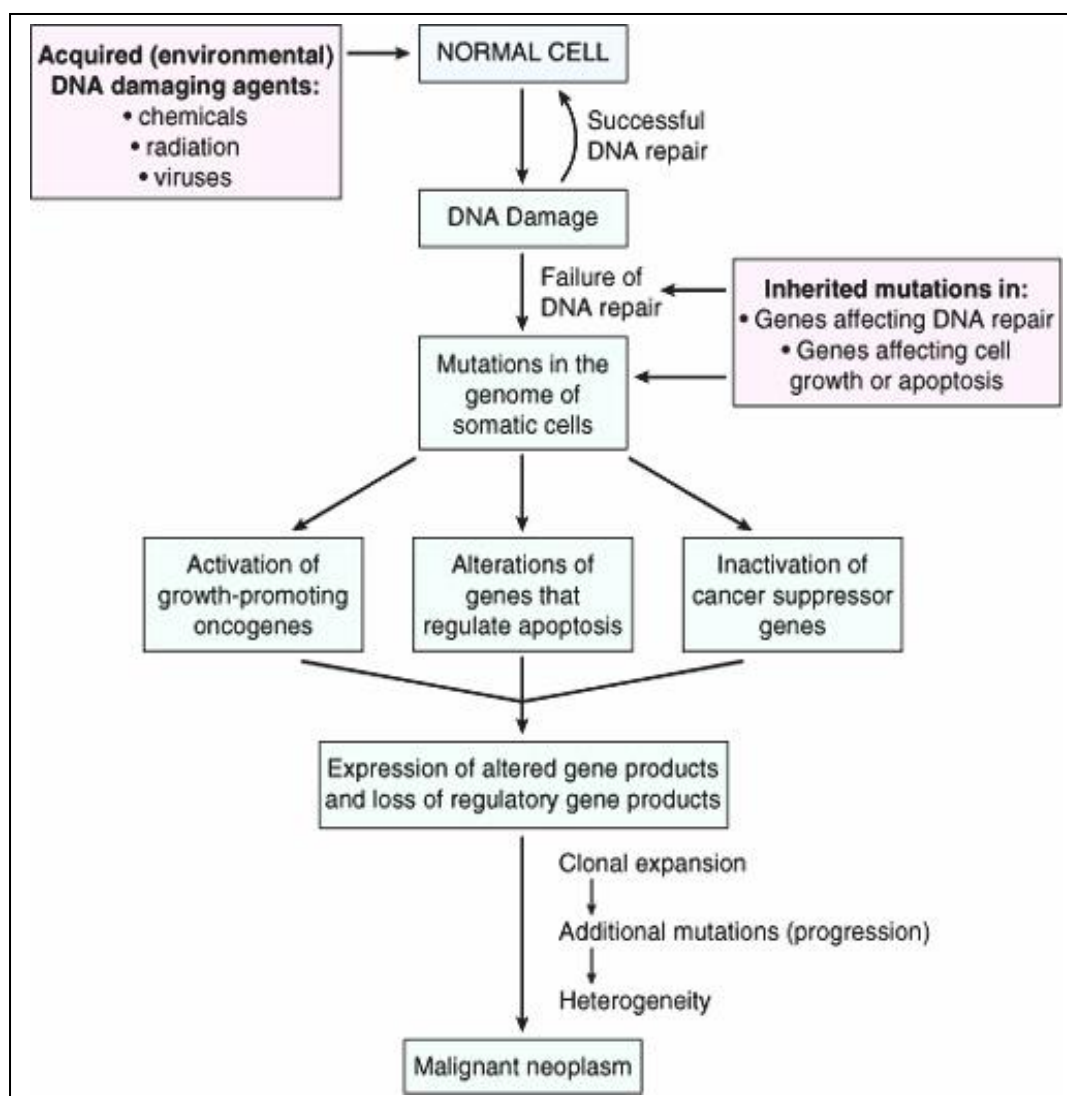 Acquired (environmental)
DNA damaging agents:
• chemicals
• radiation
• viruses
NORMAL CELL
Successful
DNA repair
DNA Damage
Failure of
DNA repair
Inherited mutations in:
• Genes affecting DNA repair
• Genes affecting cell
growth or apoptosis
Mutations in the
genome of
somatic cells
Activation of
growth-promoting
oncogenes
Alterations of
genes that
regulate apoptosis
Inactivation of
cancer suppressor
genes
Expression of altered gene products
and loss of regulatory gene products
Clonal expansion
Additional mutations (progression)
Heterogeneity
Malignant neoplasm